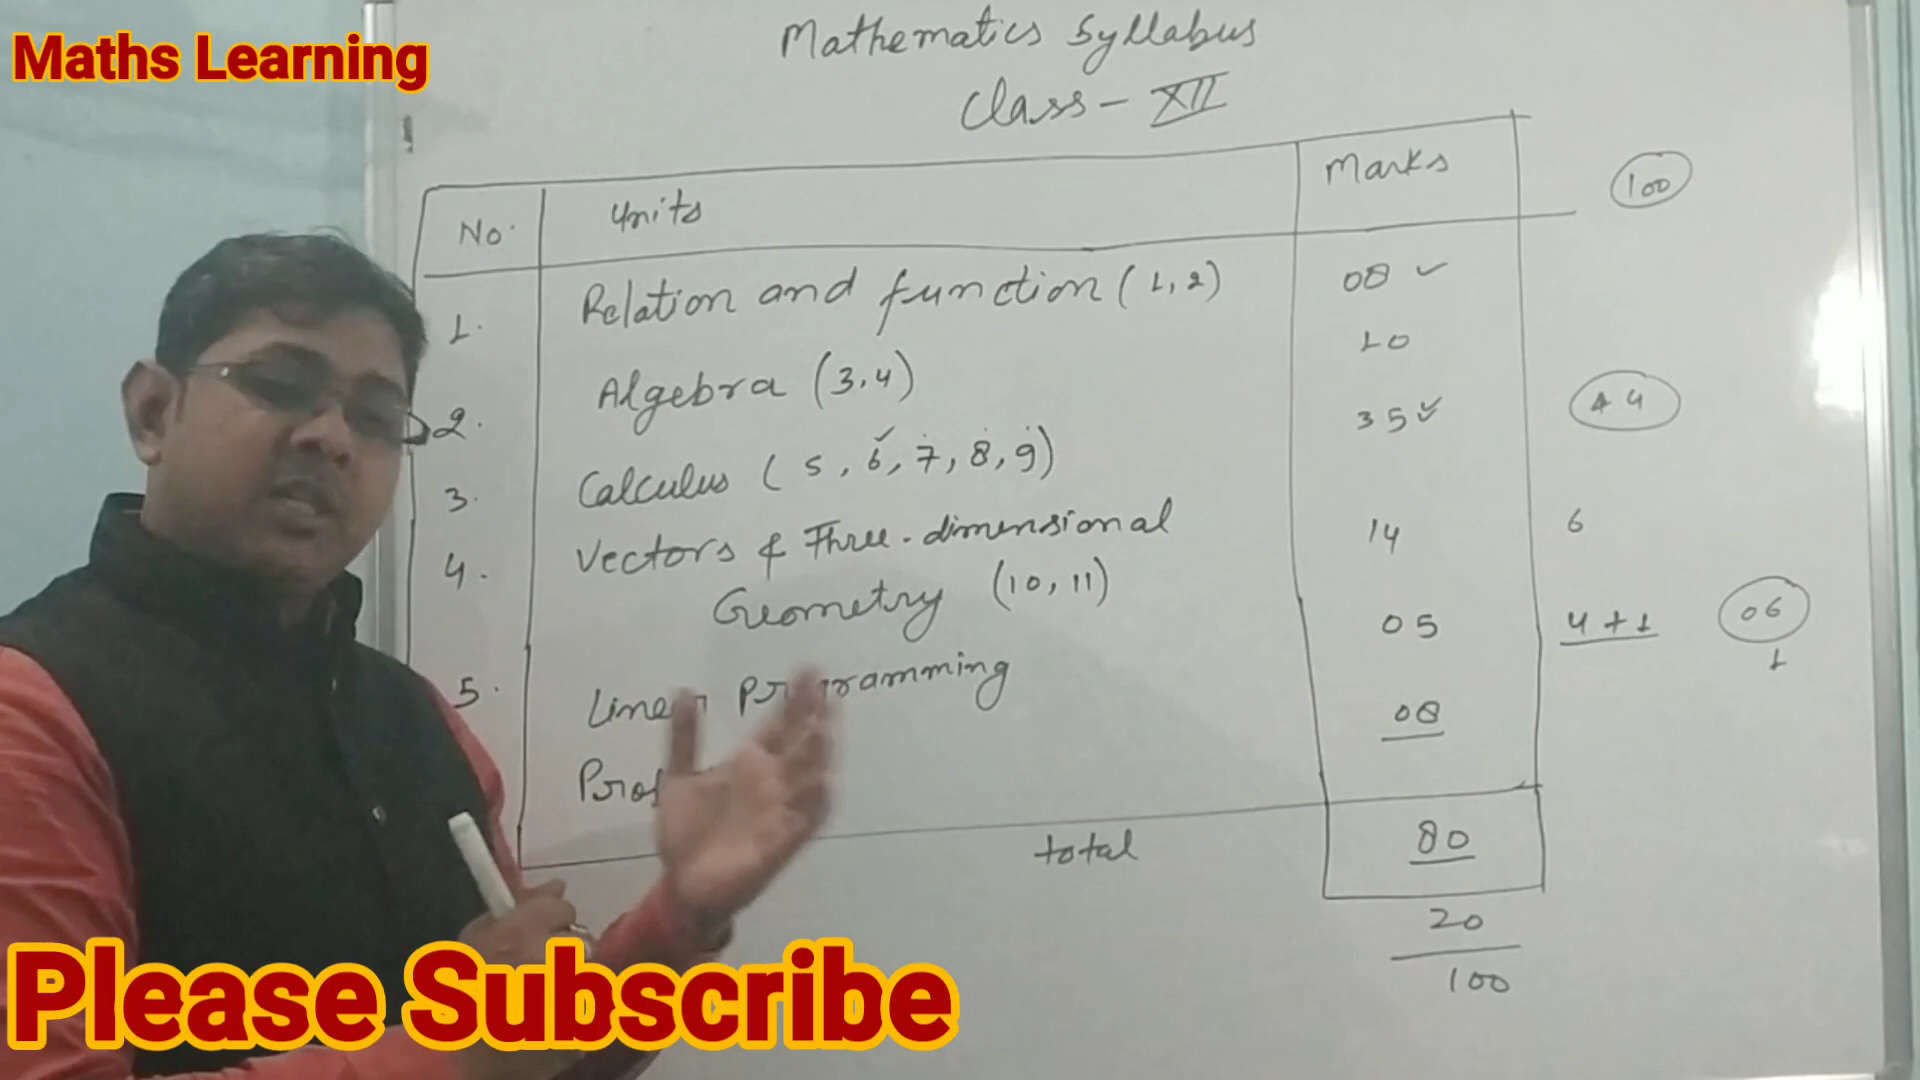 Maths Learning
Mathematics Syllabus
Class - XII
No. Units Marks
100
1. Relation and function (1, 2) 08 ✓
2. Algebra (3, 4) 10
3. Calculus ( 5 , 6, 7, 8, 9) 35 ✓
44
4. Vectors & Three-dimensional 14 6
Geometry (10, 11)
5. Linear Programming 05 4 + 1 06
1
08
total 80
20
100
Please Subscribe